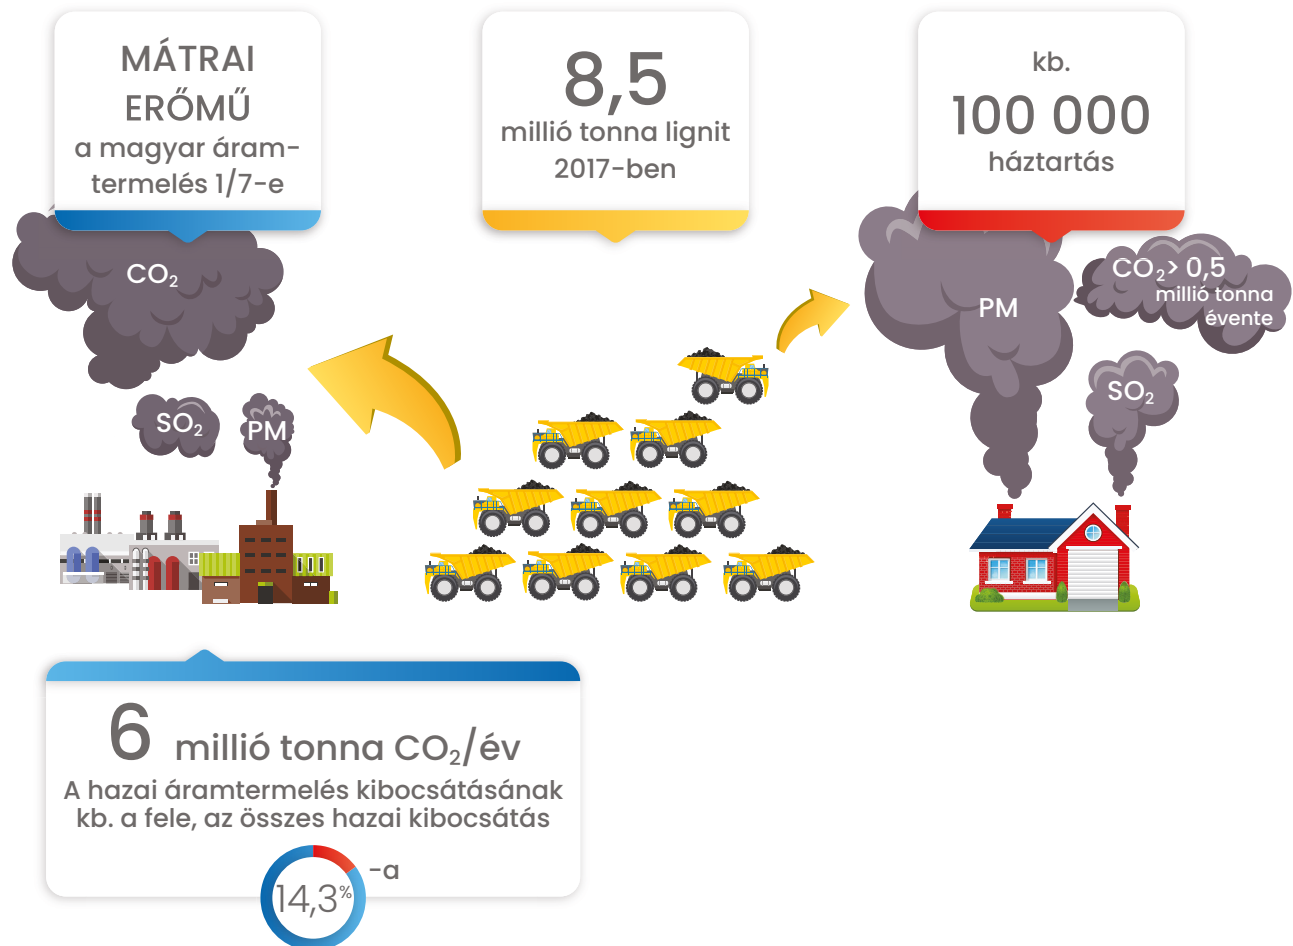 MÁTRAI
ERŐMŰ
a magyar áram-
termelés 1/7-e
8,5
millió tonna lignit
2017-ben
kb.
100 000
háztartás
CO₂
SO₂
PM
PM
CO₂> 0,5
millió tonna
évente
SO₂
6 millió tonna CO₂/év
A hazai áramtermelés kibocsátásának
kb. a fele, az összes hazai kibocsátás
14,3% -a